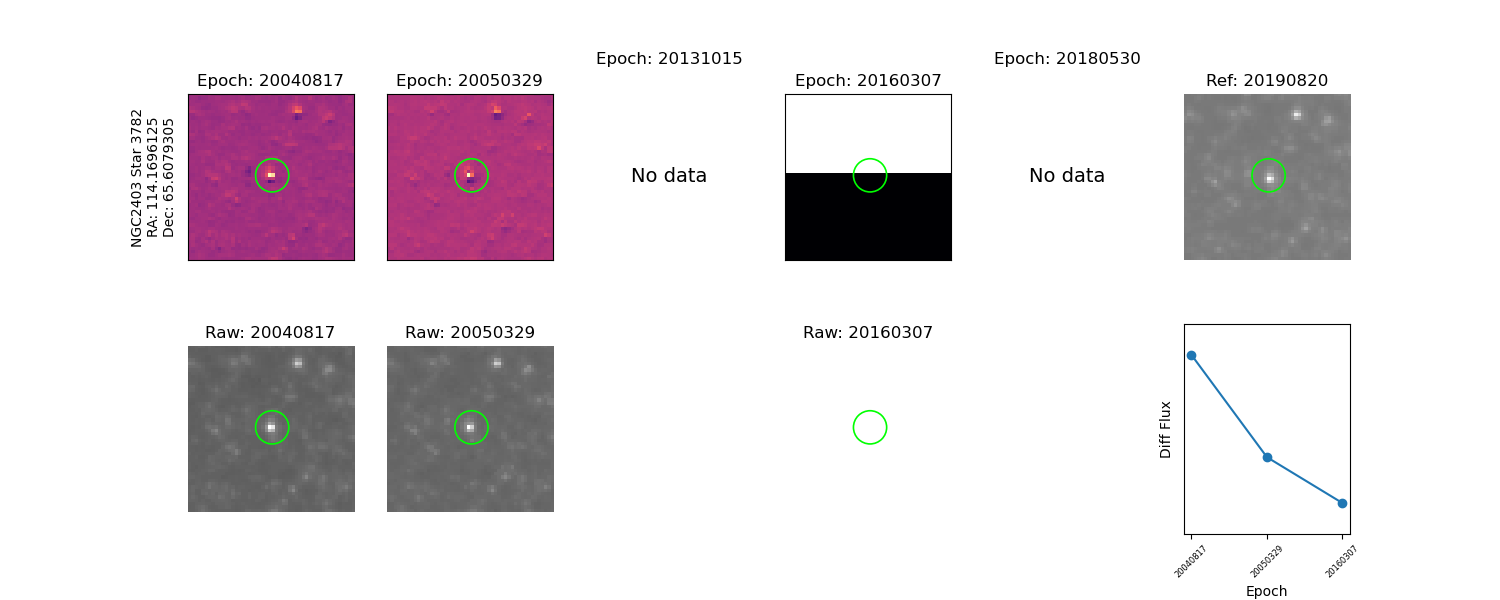 Epoch: 20040817
Epoch: 20050329
Epoch: 20131015
Epoch: 20160307
Epoch: 20180530
Ref: 20190820
NGC2403 Star 3782
RA: 114.1696125
Dec: 65.6079305
No data
No data
Raw: 20040817
Raw: 20050329
Raw: 20160307
Diff Flux
20040817
20050329
20160307
Epoch